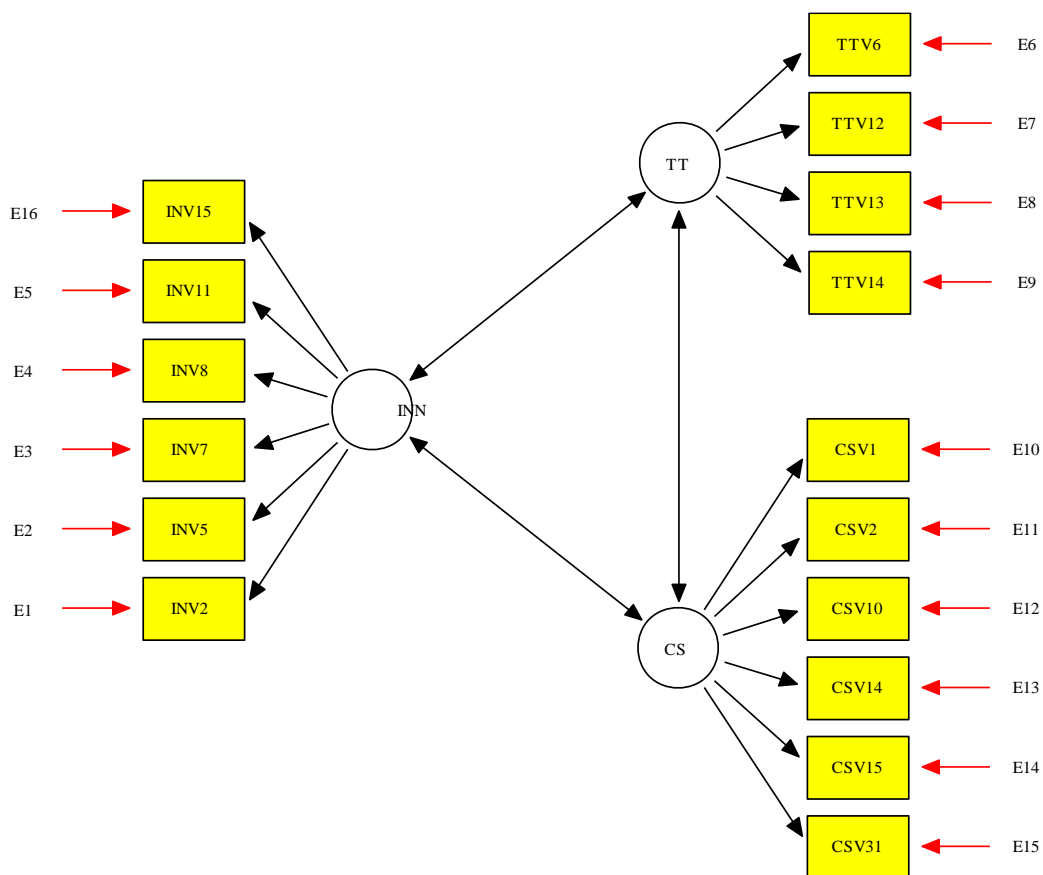 TTV6 E6
TTV12 E7
TT
TTV13 E8
E16 INV15
TTV14 E9
E5 INV11
E4 INV8
INN
E3 INV7
CSV1 E10
E2 INV5
CSV2 E11
E1 INV2
CSV10 E12
CS
CSV14 E13
CSV15 E14
CSV31 E15